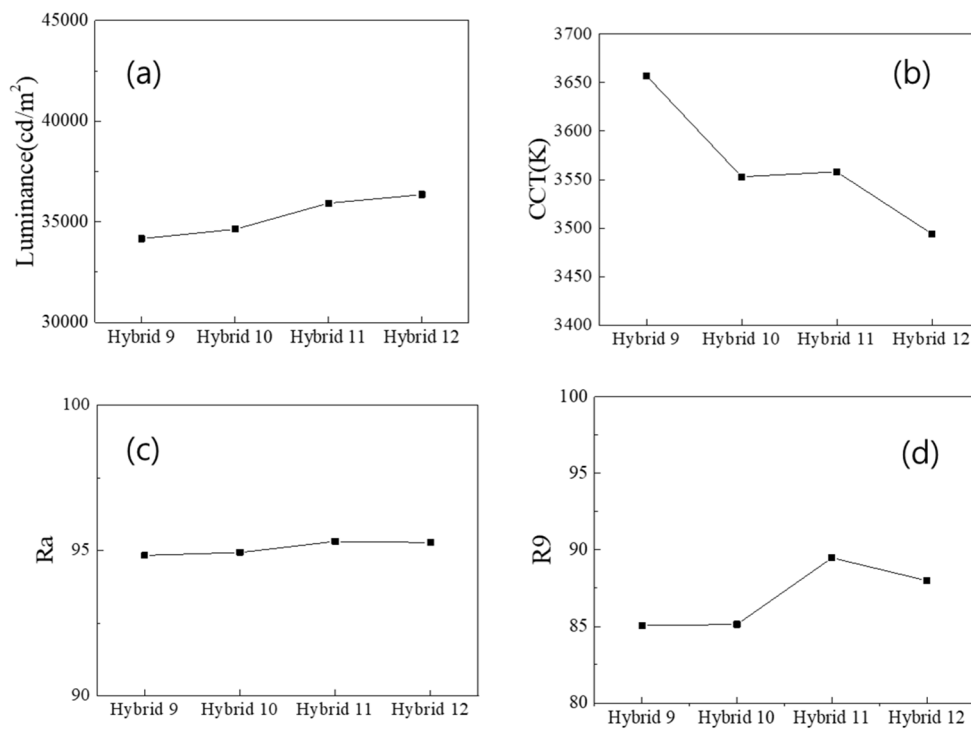 (a)
Luminance(cd/m²)
45000
40000
35000
30000
Hybrid 9 Hybrid 10 Hybrid 11 Hybrid 12
(b)
CCT(K)
3700
3650
3600
3550
3500
3450
3400
Hybrid 9 Hybrid 10 Hybrid 11 Hybrid 12
(c)
Ra
100
95
90
Hybrid 9 Hybrid 10 Hybrid 11 Hybrid 12
(d)
R9
100
95
90
85
80
Hybrid 9 Hybrid 10 Hybrid 11 Hybrid 12